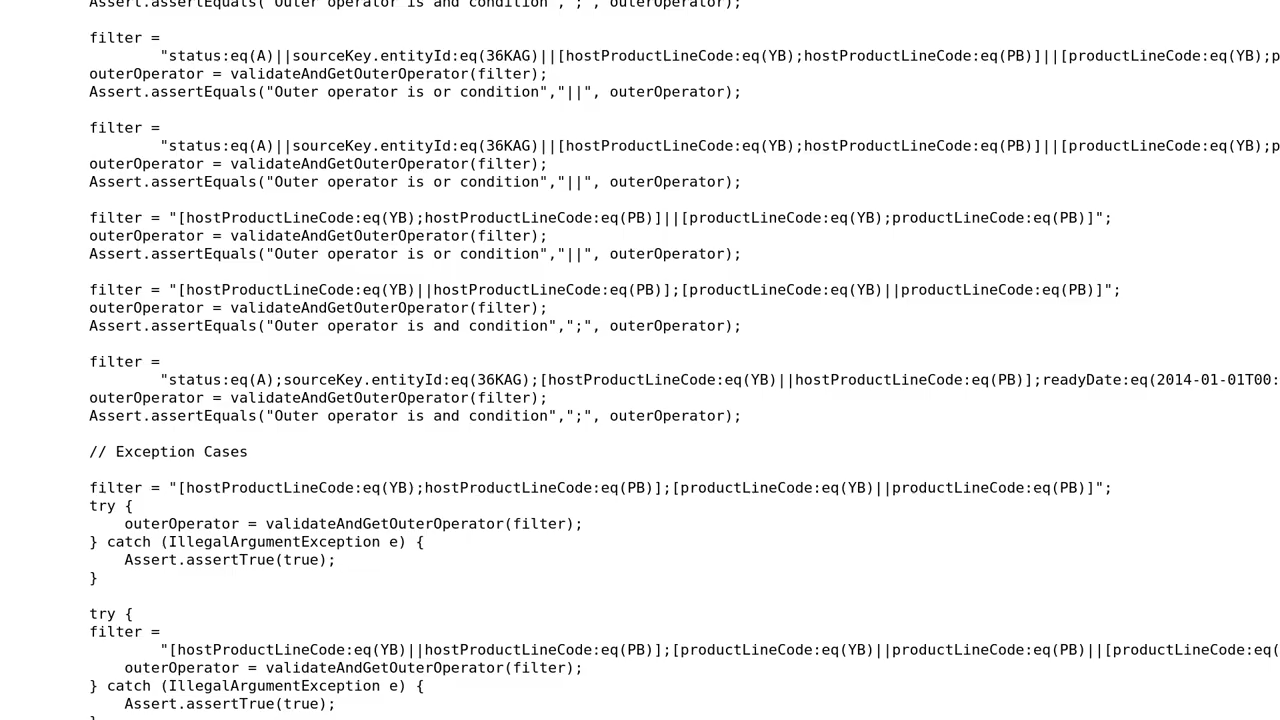 Assert.assertEquals("Outer operator is and condition",";", outerOperator);
filter =
"status:eq(A)||sourceKey.entityId:eq(36KAG)||[hostProductLineCode:eq(YB);hostProductLineCode:eq(PB)]||[productLineCode:eq(YB);p
outerOperator = validateAndGetOuterOperator(filter);
Assert.assertEquals("Outer operator is or condition","||", outerOperator);
filter =
"status:eq(A)||sourceKey.entityId:eq(36KAG)||[hostProductLineCode:eq(YB);hostProductLineCode:eq(PB)]||[productLineCode:eq(YB);p
outerOperator = validateAndGetOuterOperator(filter);
Assert.assertEquals("Outer operator is or condition","||", outerOperator);
filter = "[hostProductLineCode:eq(YB);hostProductLineCode:eq(PB)]||[productLineCode:eq(YB);productLineCode:eq(PB)]";
outerOperator = validateAndGetOuterOperator(filter);
Assert.assertEquals("Outer operator is or condition","||", outerOperator);
filter = "[hostProductLineCode:eq(YB)||hostProductLineCode:eq(PB)];[productLineCode:eq(YB)||productLineCode:eq(PB)]";
outerOperator = validateAndGetOuterOperator(filter);
Assert.assertEquals("Outer operator is and condition",";", outerOperator);
filter =
"status:eq(A);sourceKey.entityId:eq(36KAG);[hostProductLineCode:eq(YB)||hostProductLineCode:eq(PB)];readyDate:eq(2014-01-01T00:
outerOperator = validateAndGetOuterOperator(filter);
Assert.assertEquals("Outer operator is and condition",";", outerOperator);
// Exception Cases
filter = "[hostProductLineCode:eq(YB);hostProductLineCode:eq(PB)];[productLineCode:eq(YB)||productLineCode:eq(PB)]";
try {
outerOperator = validateAndGetOuterOperator(filter);
} catch (IllegalArgumentException e) {
Assert.assertTrue(true);
}
try {
filter =
"[hostProductLineCode:eq(YB)||hostProductLineCode:eq(PB)];[productLineCode:eq(YB)||productLineCode:eq(PB)||[productLineCode:eq(
outerOperator = validateAndGetOuterOperator(filter);
} catch (IllegalArgumentException e) {
Assert.assertTrue(true);
}